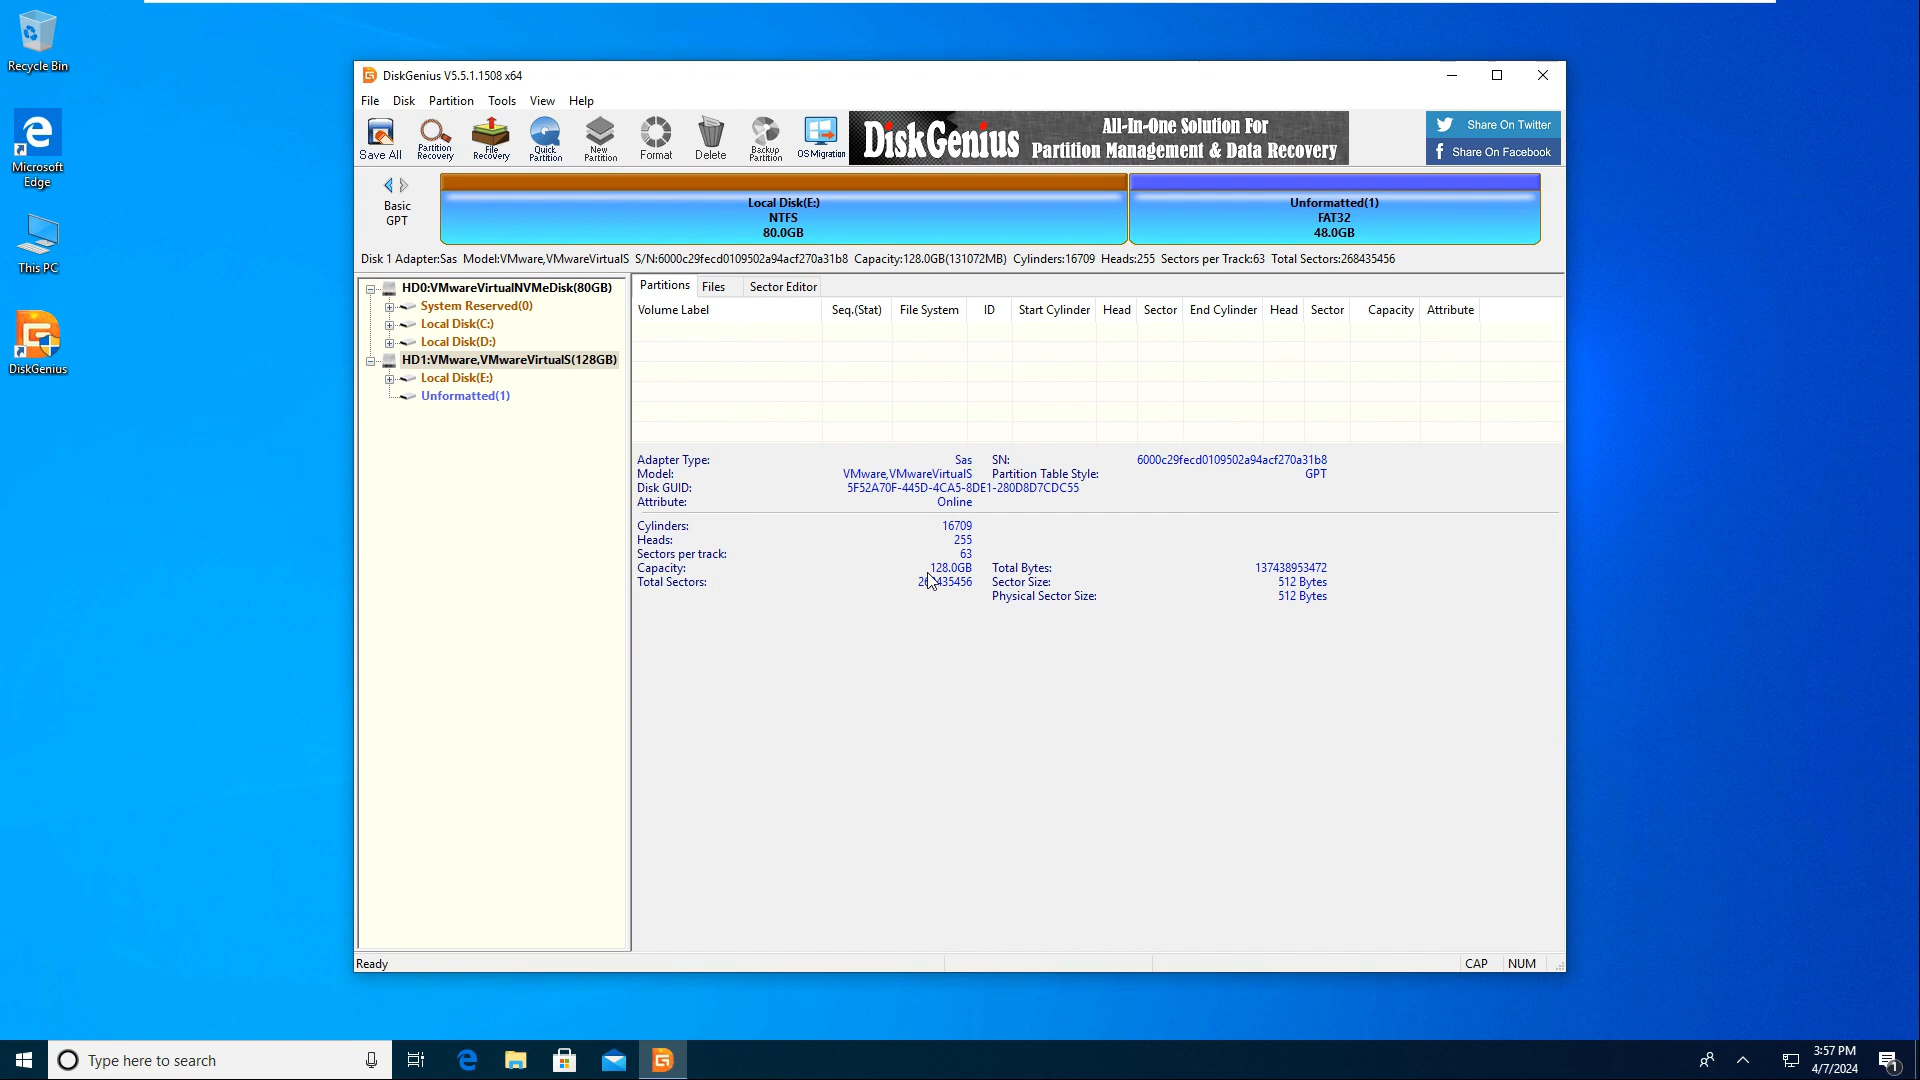 Recycle Bin
Microsoft
Edge
This PC
DiskGenius
DiskGenius V5.5.1.1508 x64
File Disk Partition Tools View Help
Save All
Partition
Recovery
File
Recovery
Quick
Partition
New
Partition
Format
Delete
Backup
Partition
OS Migration
DiskGenius
All-In-One Solution For
Partition Management & Data Recovery
Share On Twitter
Share On Facebook
Basic
GPT
Local Disk(E:)
NTFS
80.0GB
Unformatted(1)
FAT32
48.0GB
Disk 1 Adapter:Sas Model:VMware,VMwareVirtualS S/N:6000c29fecd0109502a94acf270a31b8 Capacity:128.0GB(131072MB) Cylinders:16709 Heads:255 Sectors per Track:63 Total Sectors:268435456
HD0:VMwareVirtualNVMeDisk(80GB)
System Reserved(0)
Local Disk(C:)
Local Disk(D:)
HD1:VMware,VMwareVirtualS(128GB)
Local Disk(E:)
Unformatted(1)
Partitions Files Sector Editor
Volume Label Seq.(Stat) File System ID Start Cylinder Head Sector End Cylinder Head Sector Capacity Attribute
Adapter Type: Sas SN: 6000c29fecd0109502a94acf270a31b8
Model: VMware,VMwareVirtualS Partition Table Style: GPT
Disk GUID: 5F52A70F-445D-4CA5-8DE1-280D8D7CDC55
Attribute: Online
Cylinders: 16709
Heads: 255
Sectors per track: 63
Capacity: 128.0GB Total Bytes: 137438953472
Total Sectors: 268435456 Sector Size: 512 Bytes
Physical Sector Size: 512 Bytes
Ready
CAP NUM
Type here to search
3:57 PM
4/7/2024
1